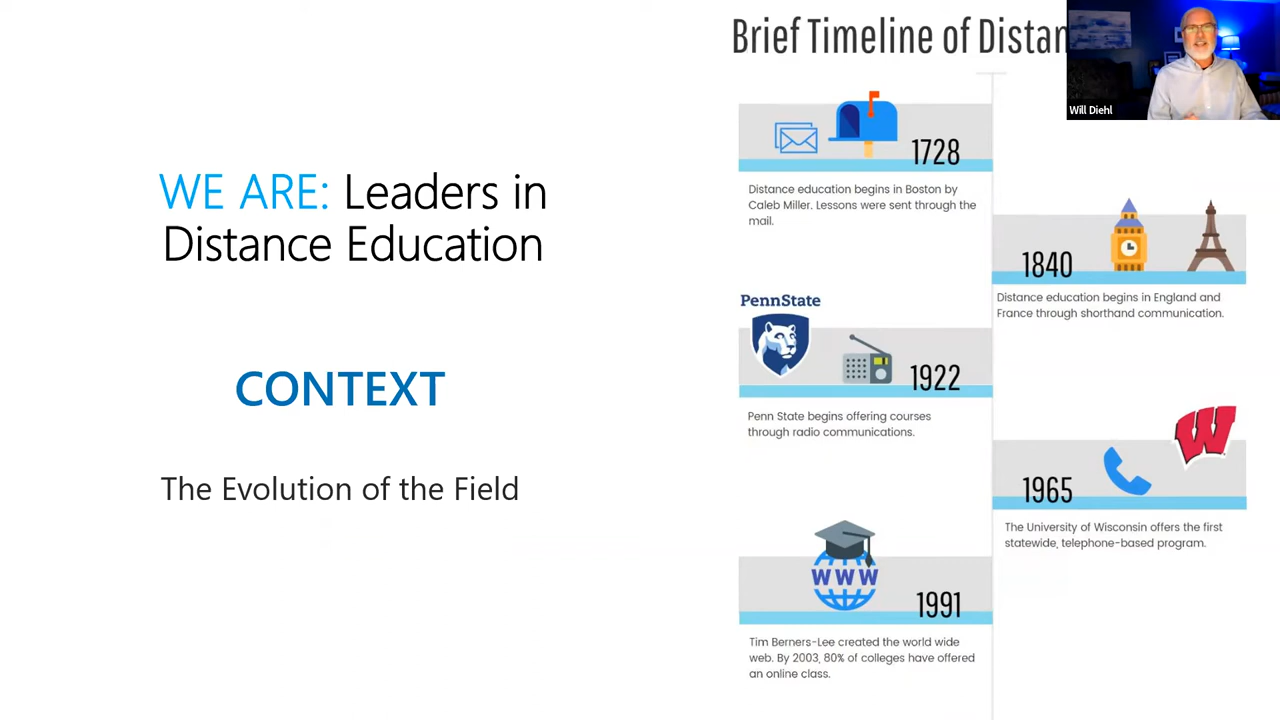 WE ARE: Leaders in
Distance Education
CONTEXT
The Evolution of the Field
Brief Timeline of Distan
Will Diehl
1728
Distance education begins in Boston by
Caleb Miller. Lessons were sent through the
mail.
1840
Distance education begins in England and
France through shorthand communication.
PennState
1922
Penn State begins offering courses
through radio communications.
W
1965
The University of Wisconsin offers the first
statewide, telephone-based program.
WWW
1991
Tim Berners-Lee created the world wide
web. By 2003, 80% of colleges have offered
an online class.